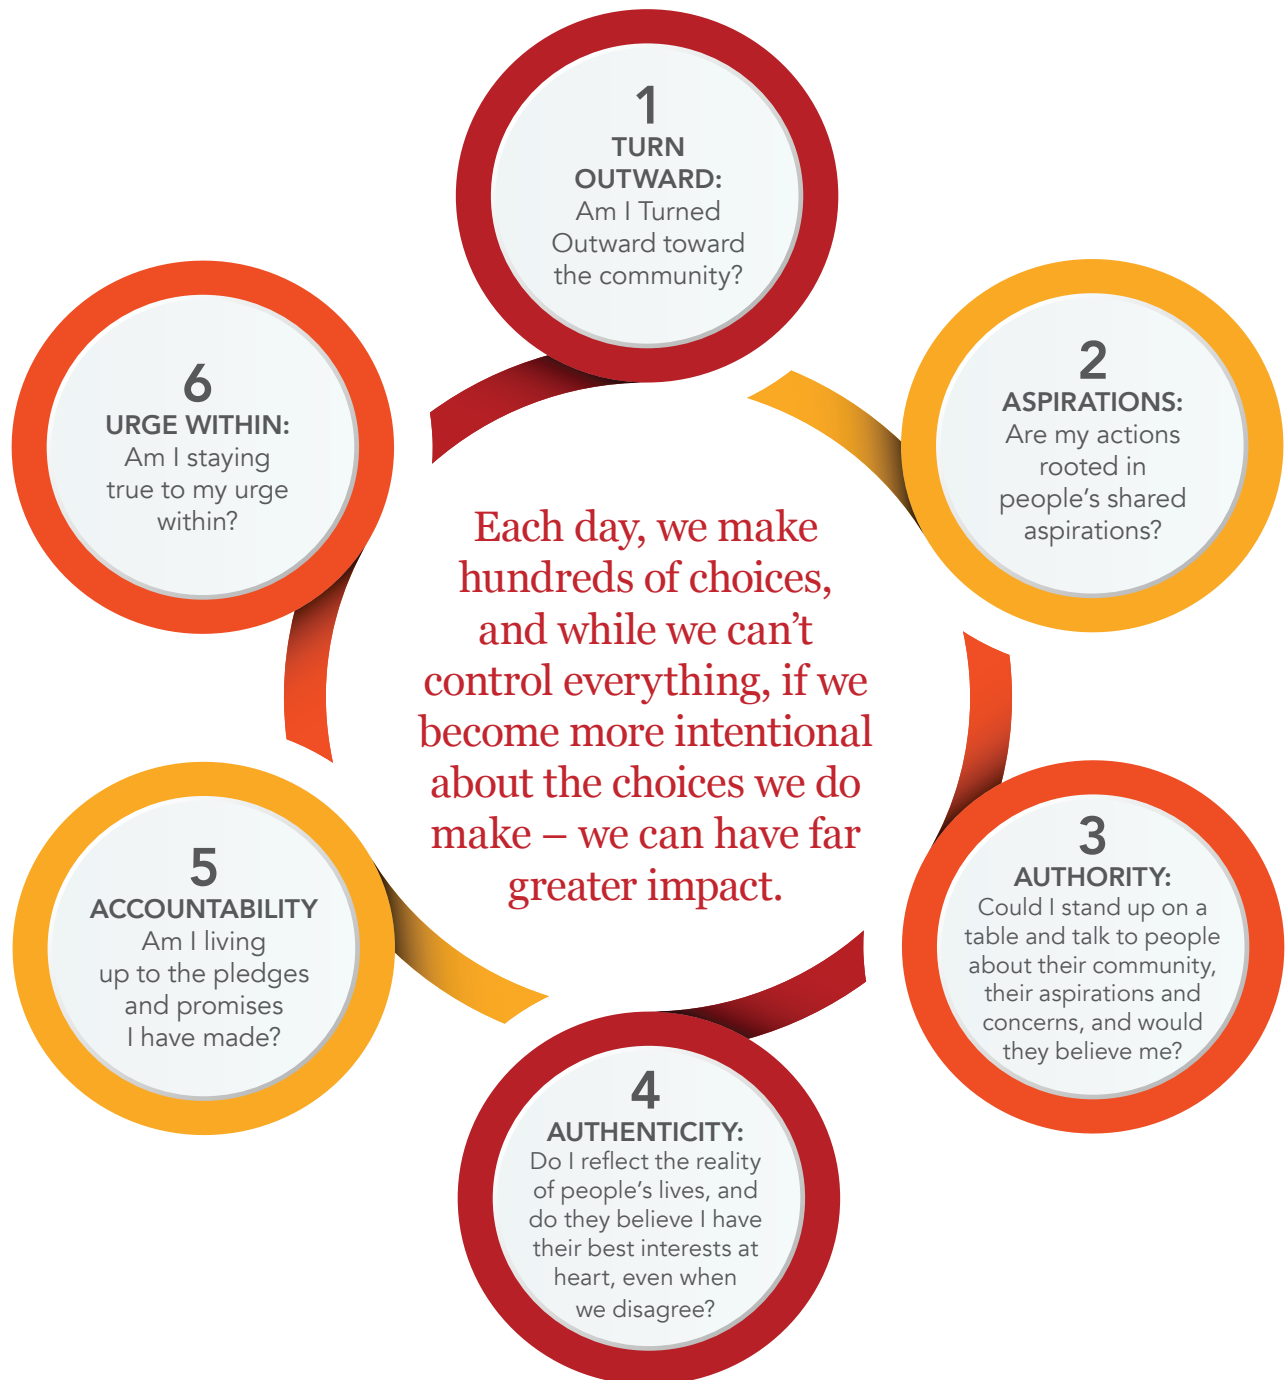 1
TURN
OUTWARD:
Am I Turned
Outward toward
the community?
2
ASPIRATIONS:
Are my actions
rooted in
people’s shared
aspirations?
3
AUTHORITY:
Could I stand up on a
table and talk to people
about their community,
their aspirations and
concerns, and would
they believe me?
4
AUTHENTICITY:
Do I reflect the reality
of people’s lives, and
do they believe I have
their best interests at
heart, even when
we disagree?
5
ACCOUNTABILITY
Am I living
up to the pledges
and promises
I have made?
6
URGE WITHIN:
Am I staying
true to my urge
within?
Each day, we make
hundreds of choices,
and while we can’t
control everything, if we
become more intentional
about the choices we do
make – we can have far
greater impact.